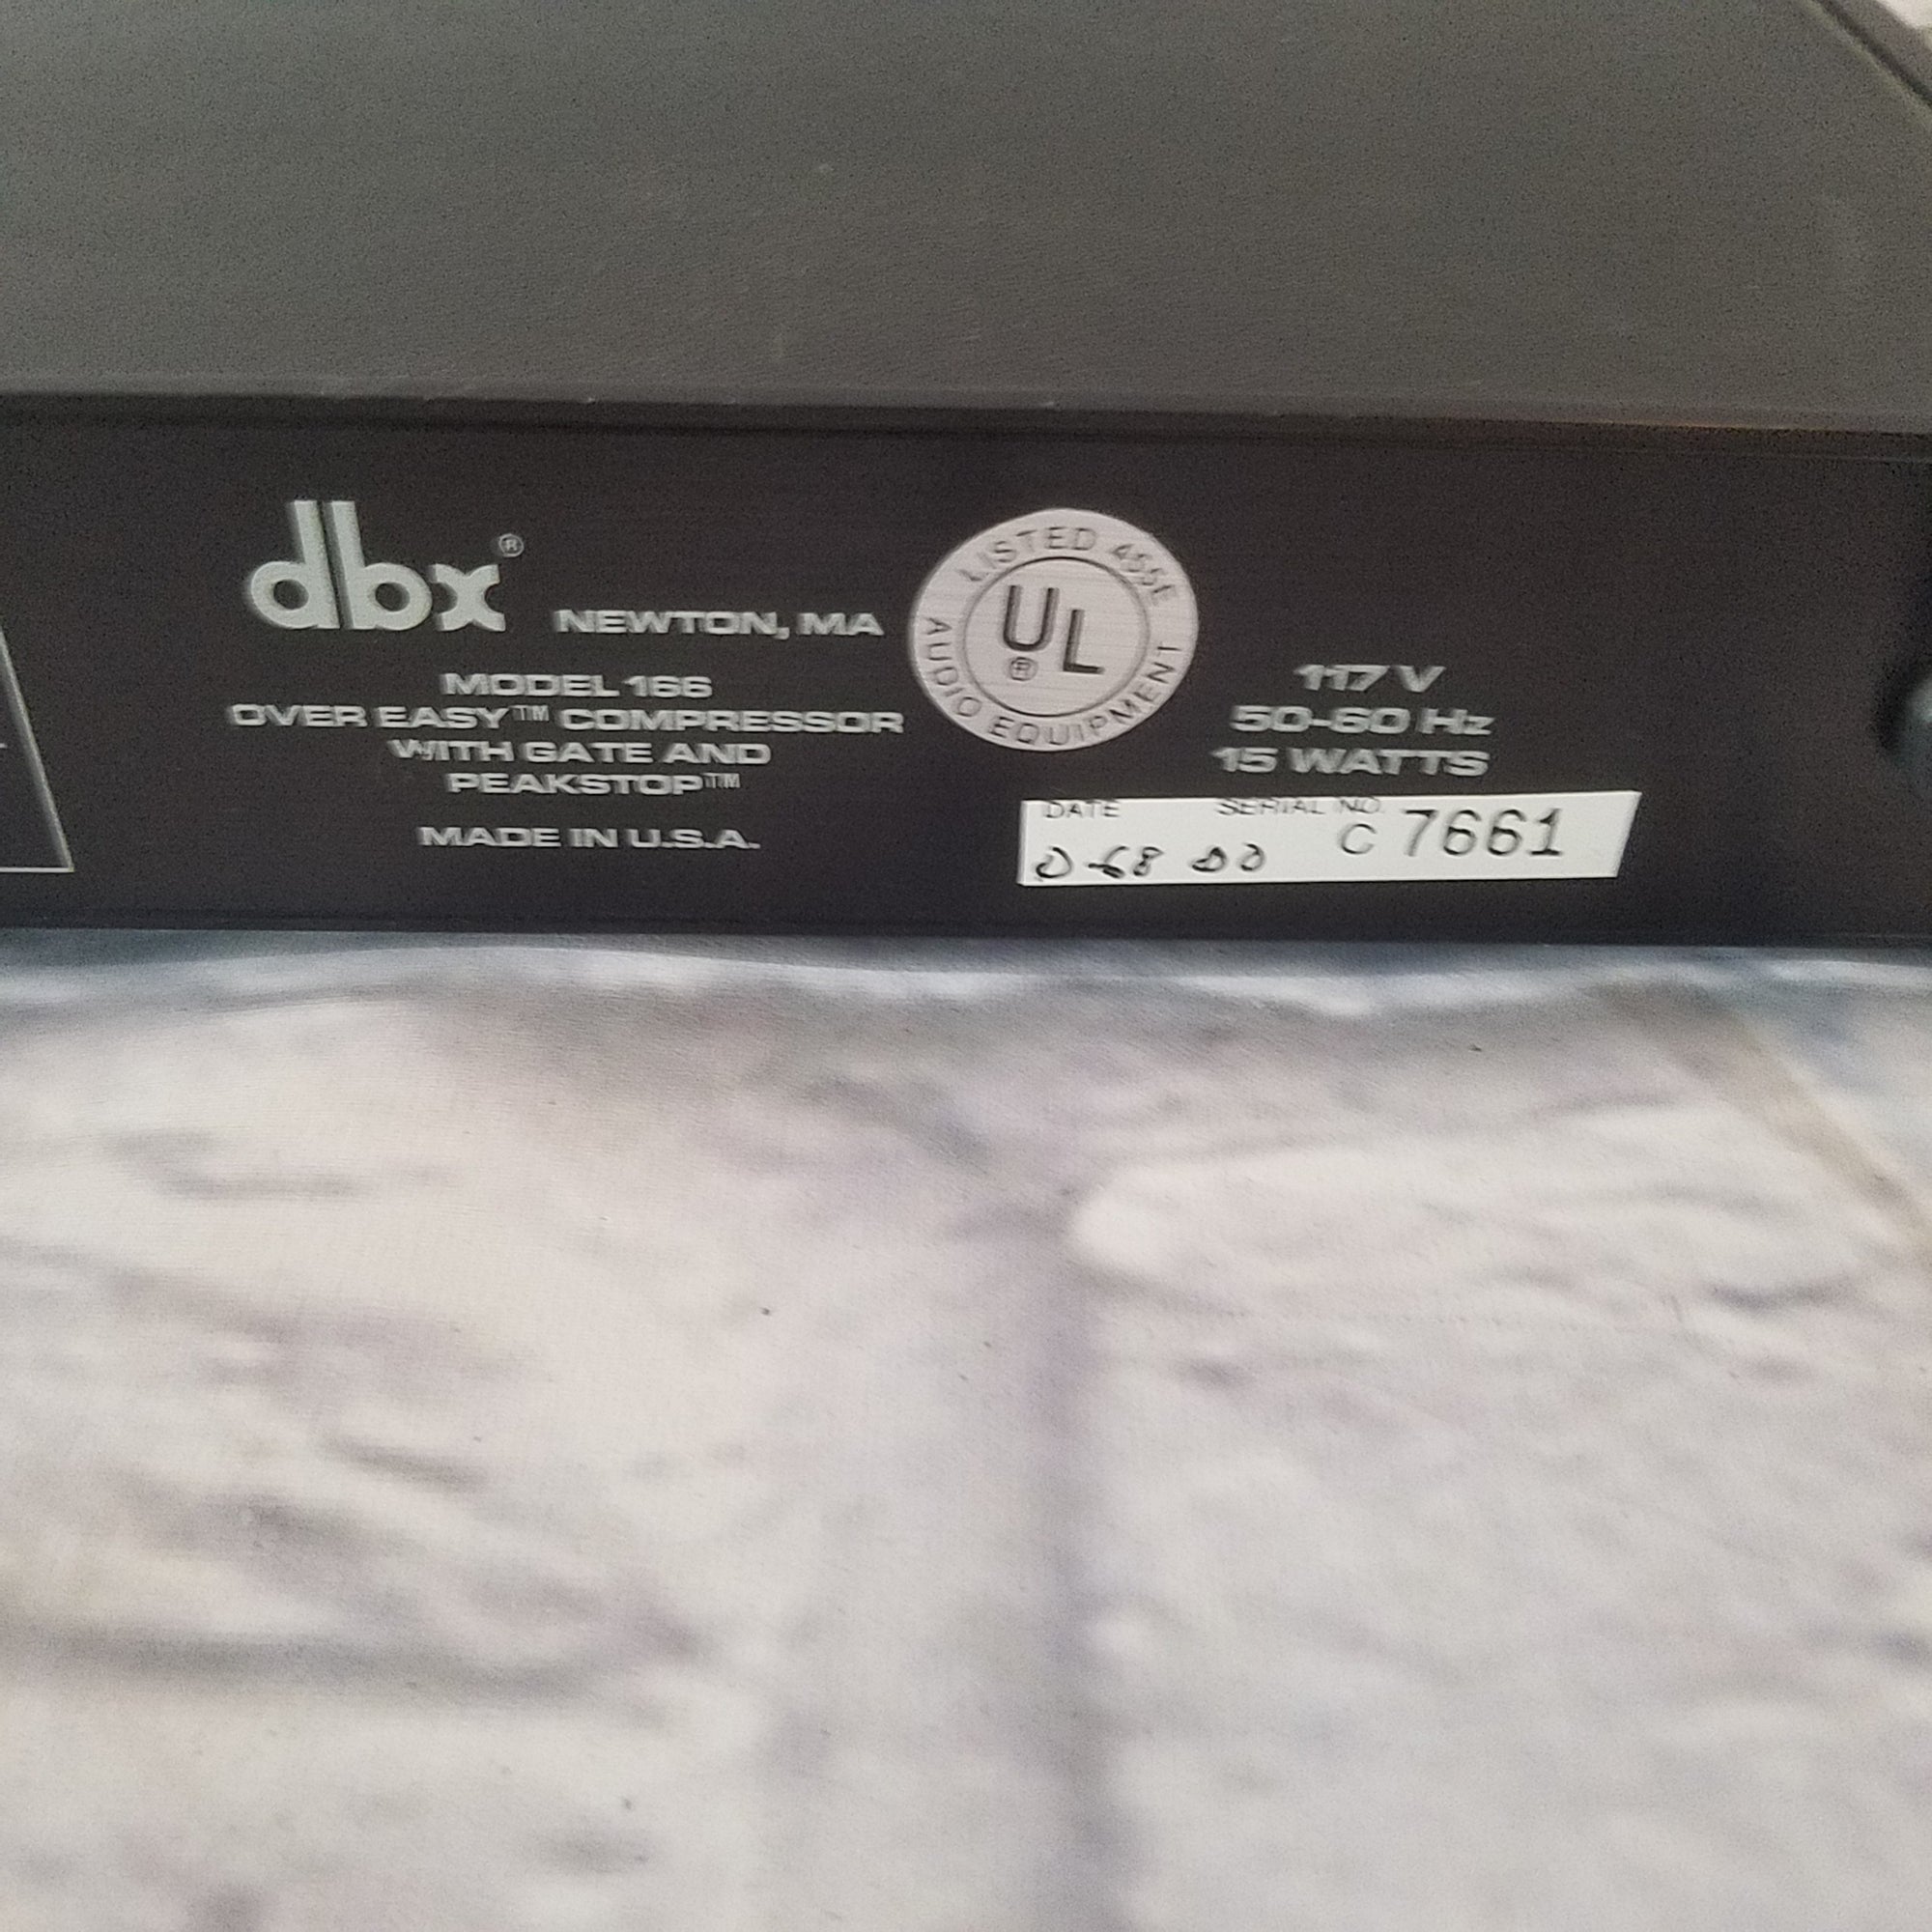 dbx® NEWTON, MA
MODEL 166
OVER EASY™ COMPRESSOR
WITH GATE AND
PEAKSTOP™
MADE IN U.S.A.
LISTED 455E
UL®
AUDIO EQUIPMENT
117 V
50-60 Hz
15 WATTS
DATE SERIAL NO.
C 7661